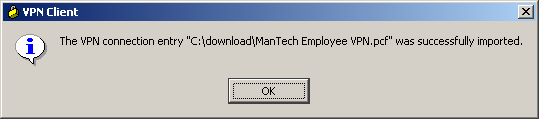 VPN Client
The VPN connection entry "C:\download\ManTech Employee VPN.pcf" was successfully imported.
OK